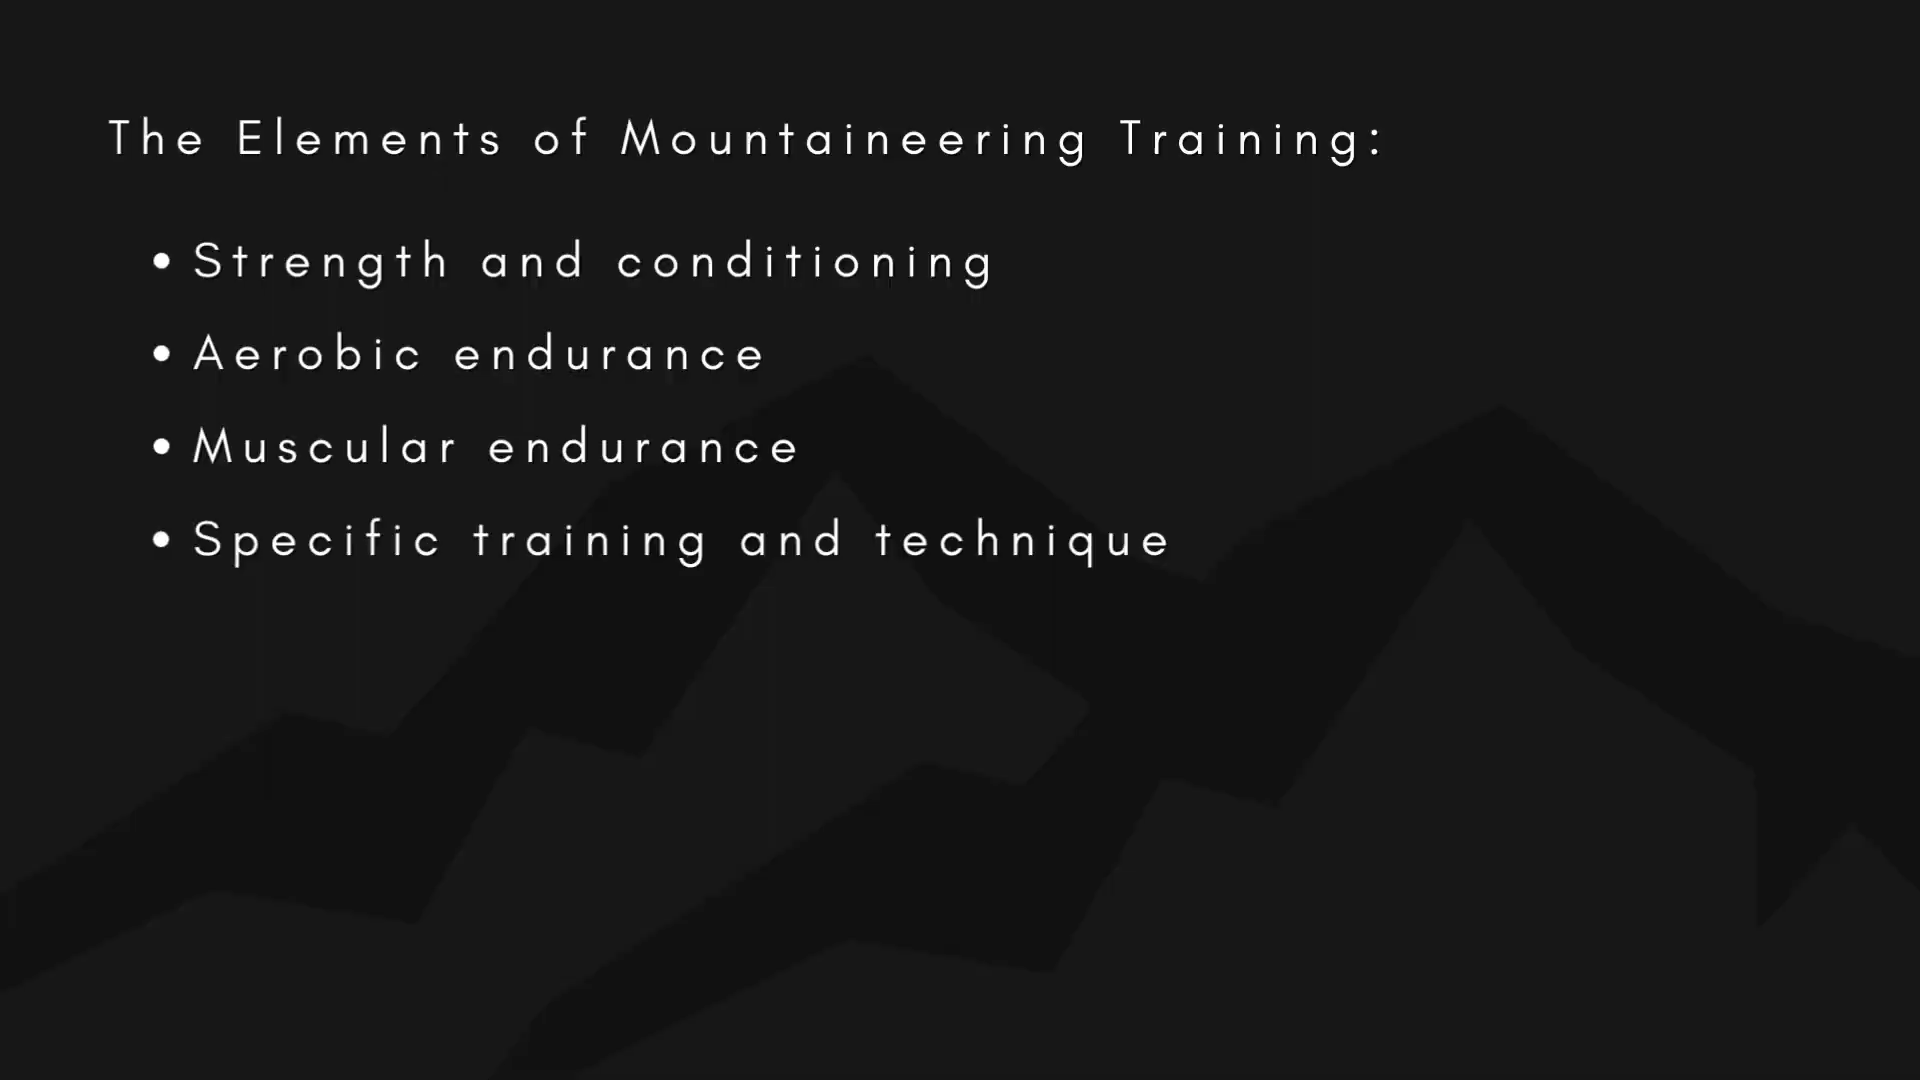 The Elements of Mountaineering Training:
• Strength and conditioning
• Aerobic endurance
• Muscular endurance
• Specific training and technique